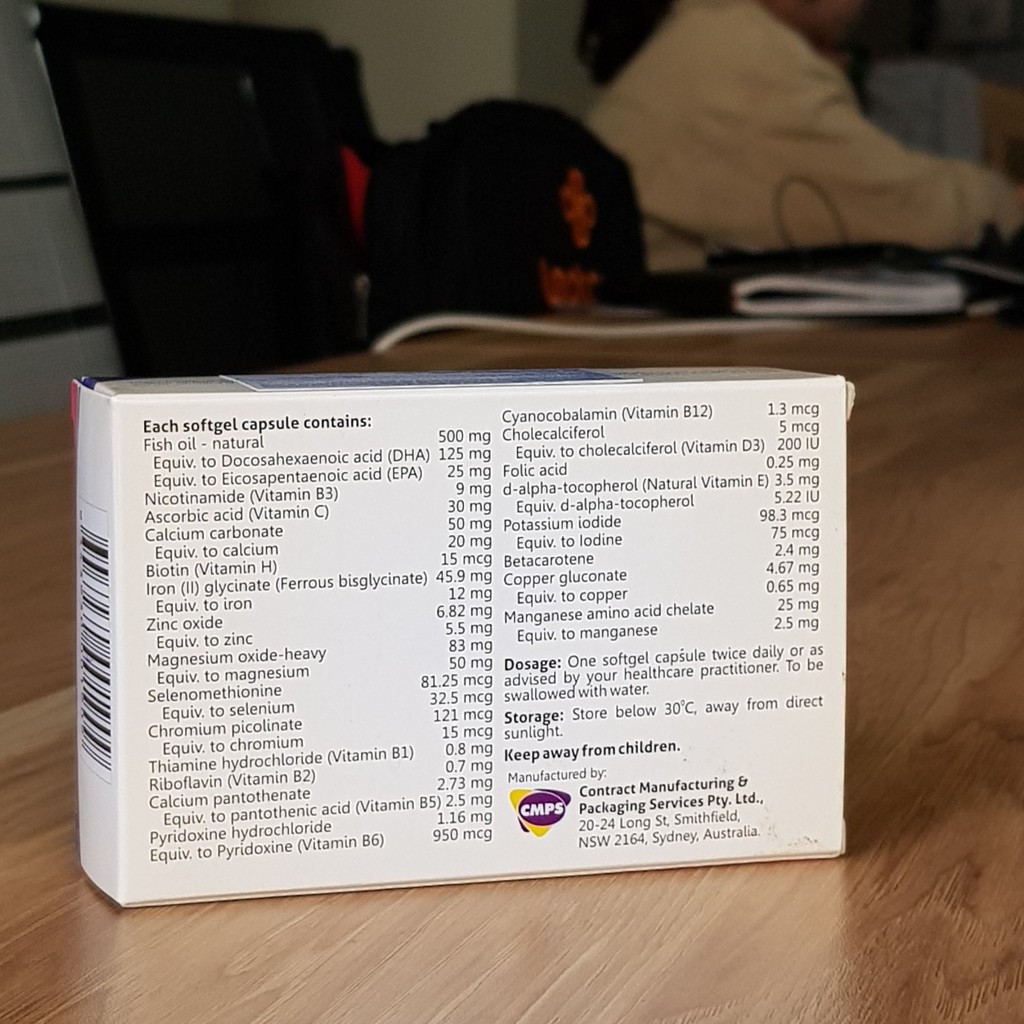 Each softgel capsule contains:
Fish oil - natural 500 mg
Equiv. to Docosahexaenoic acid (DHA) 125 mg
Equiv. to Eicosapentaenoic acid (EPA) 25 mg
Nicotinamide (Vitamin B3) 9 mg
Ascorbic acid (Vitamin C) 30 mg
Calcium carbonate 50 mg
Equiv. to calcium 20 mg
Biotin (Vitamin H) 15 mcg
Iron (II) glycinate (Ferrous bisglycinate) 45.9 mg
Equiv. to iron 12 mg
Zinc oxide 6.82 mg
Equiv. to zinc 5.5 mg
Magnesium oxide-heavy 83 mg
Equiv. to magnesium 50 mg
Selenomethionine 81.25 mcg
Equiv. to selenium 32.5 mcg
Chromium picolinate 121 mcg
Equiv. to chromium 15 mcg
Thiamine hydrochloride (Vitamin B1) 0.8 mg
Riboflavin (Vitamin B2) 0.7 mg
Calcium pantothenate 2.73 mg
Equiv. to pantothenic acid (Vitamin B5) 2.5 mg
Pyridoxine hydrochloride 1.16 mg
Equiv. to Pyridoxine (Vitamin B6) 950 mcg
Cyanocobalamin (Vitamin B12) 1.3 mcg
Cholecalciferol 5 mcg
Equiv. to cholecalciferol (Vitamin D3) 200 IU
Folic acid 0.25 mg
d-alpha-tocopherol (Natural Vitamin E) 3.5 mg
Equiv. d-alpha-tocopherol 5.22 IU
Potassium iodide 98.3 mcg
Equiv. to Iodine 75 mcg
Betacarotene 2.4 mg
Copper gluconate 4.67 mg
Equiv. to copper 0.65 mg
Manganese amino acid chelate 25 mg
Equiv. to manganese 2.5 mg
Dosage: One softgel capsule twice daily or as
advised by your healthcare practitioner. To be
swallowed with water.
Storage: Store below 30°C, away from direct
sunlight.
Keep away from children.
Manufactured by:
CMPS
Contract Manufacturing &
Packaging Services Pty. Ltd.,
20-24 Long St, Smithfield,
NSW 2164, Sydney, Australia.